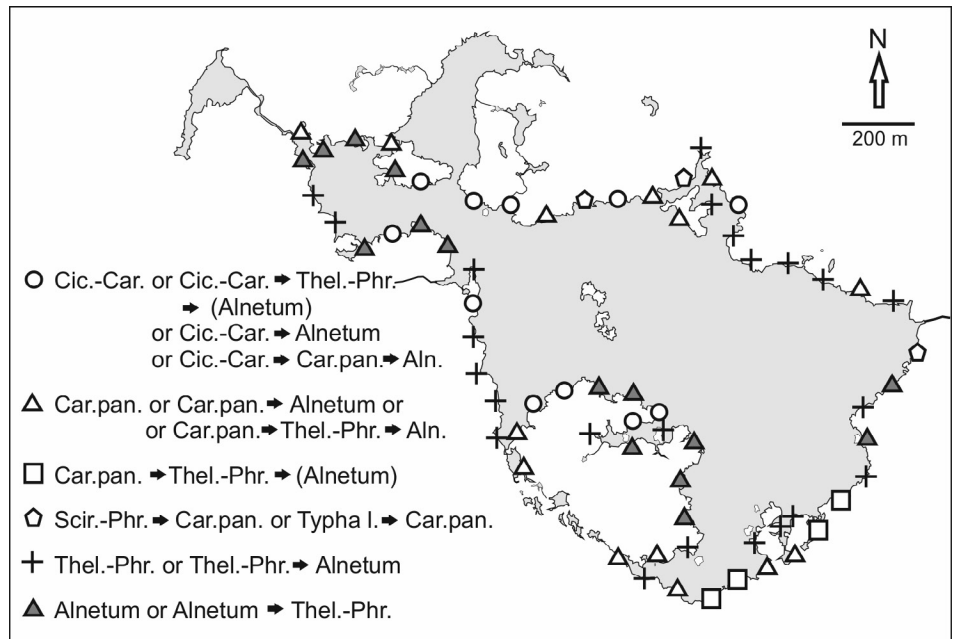 N
200 m
Cic.-Car. or Cic.-Car. ➡ Thel.-Phr.
➡ (Alnetum)
or Cic.-Car. ➡ Alnetum
or Cic.-Car. ➡ Car.pan. ➡ Aln.
Car.pan. or Car.pan. ➡ Alnetum or
or Car.pan. ➡ Thel.-Phr. ➡ Aln.
Car.pan. ➡ Thel.-Phr. ➡ (Alnetum)
Scir.-Phr. ➡ Car.pan. or Typha l. ➡ Car.pan.
Thel.-Phr. or Thel.-Phr. ➡ Alnetum
Alnetum or Alnetum ➡ Thel.-Phr.